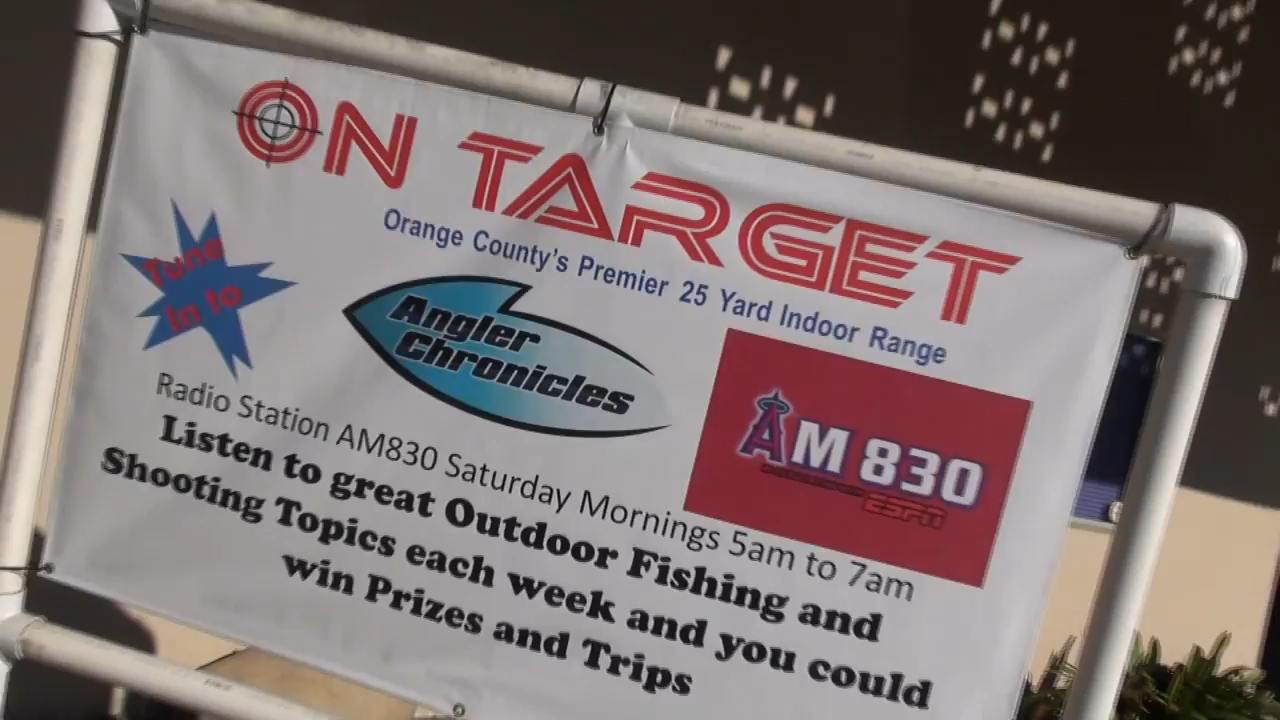 ON TARGET
Orange County's Premier 25 Yard Indoor Range
Tune
In to
Angler
Chronicles
AM 830
ESPN
Radio Station AM830 Saturday Mornings 5am to 7am
Listen to great Outdoor Fishing and
Shooting Topics each week and you could
win Prizes and Trips